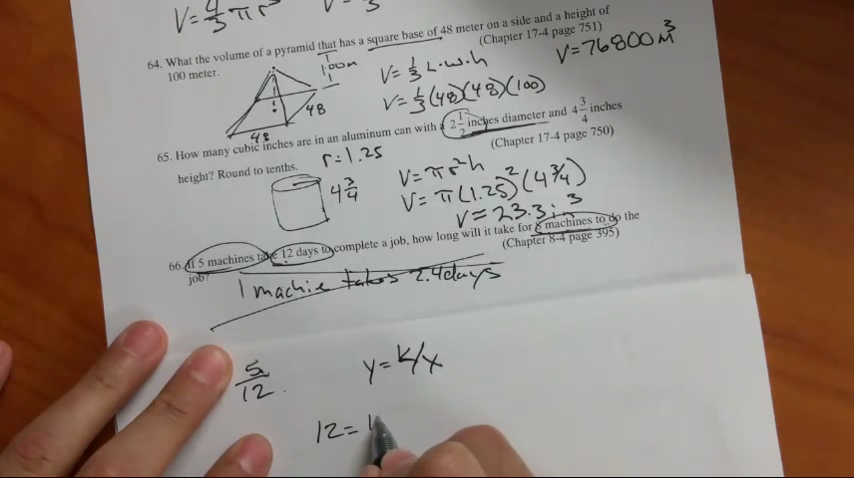 V = 4/3 π r³
64. What the volume of a pyramid that has a square base of 48 meter on a side and a height of
100 meter.
(Chapter 17-4 page 751)
V=76800 M³
100m
48
48
V = 1/3 L·w·h
V = 1/3 (48)(48)(100)
65. How many cubic inches are in an aluminum can with a 2 1/2 inches diameter and 4 3/4 inches
height? Round to tenths.
(Chapter 17-4 page 750)
r=1.25
4 3/4
V= π r² h
V= π (1.25)² (4 3/4)
V≈ 23.3 in³
66. If 5 machines take 12 days to complete a job, how long will it take for 8 machines to do the
job?
(Chapter 8-4 page 395)
1 machine takes 2.4 days
5/12
y = k/x
12 =